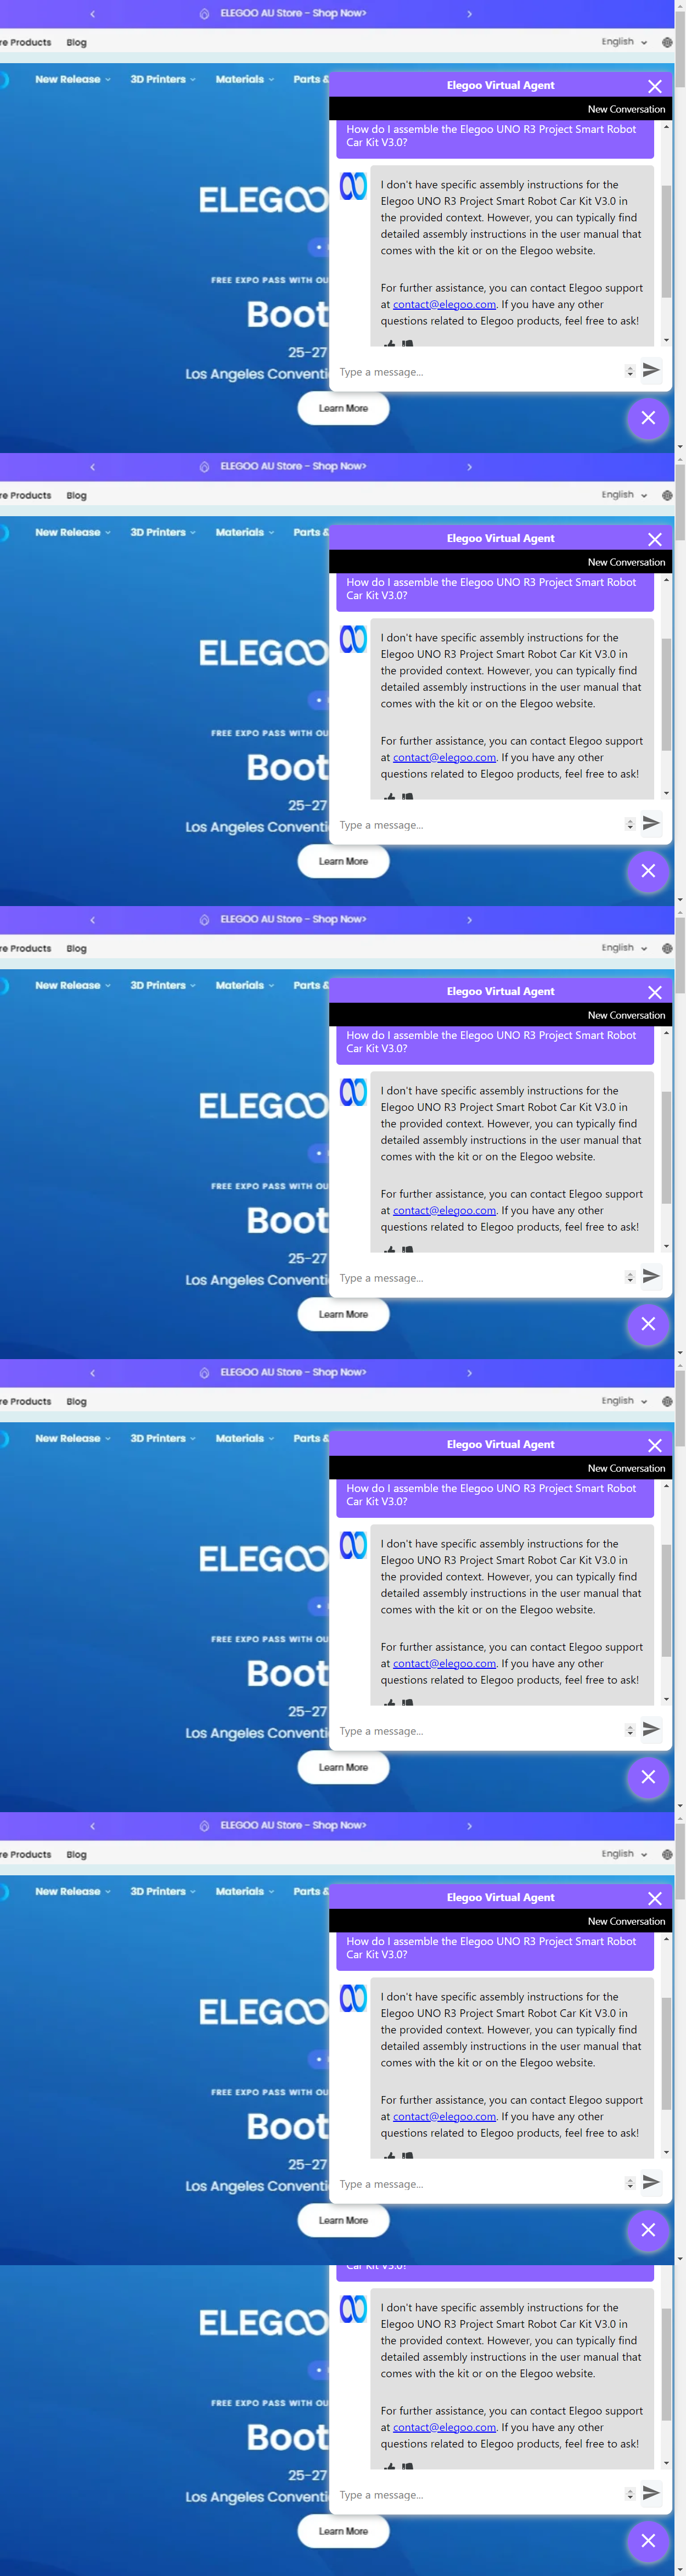 ELEGOO AU Store - Shop Now>
re Products Blog English
New Release 3D Printers Materials Parts &
Elegoo Virtual Agent
New Conversation
How do I assemble the Elegoo UNO R3 Project Smart Robot
Car Kit V3.0?
I don't have specific assembly instructions for the
Elegoo UNO R3 Project Smart Robot Car Kit V3.0 in
the provided context. However, you can typically find
detailed assembly instructions in the user manual that
comes with the kit or on the Elegoo website.
For further assistance, you can contact Elegoo support
at contact@elegoo.com. If you have any other
questions related to Elegoo products, feel free to ask!
Type a message...
ELEGOO
FREE EXPO PASS WITH OU
Boot
25-27
Los Angeles Conventi
Learn More
ELEGOO AU Store - Shop Now>
re Products Blog English
New Release 3D Printers Materials Parts &
Elegoo Virtual Agent
New Conversation
How do I assemble the Elegoo UNO R3 Project Smart Robot
Car Kit V3.0?
I don't have specific assembly instructions for the
Elegoo UNO R3 Project Smart Robot Car Kit V3.0 in
the provided context. However, you can typically find
detailed assembly instructions in the user manual that
comes with the kit or on the Elegoo website.
For further assistance, you can contact Elegoo support
at contact@elegoo.com. If you have any other
questions related to Elegoo products, feel free to ask!
Type a message...
ELEGOO
FREE EXPO PASS WITH OU
Boot
25-27
Los Angeles Conventi
Learn More
ELEGOO AU Store - Shop Now>
re Products Blog English
New Release 3D Printers Materials Parts &
Elegoo Virtual Agent
New Conversation
How do I assemble the Elegoo UNO R3 Project Smart Robot
Car Kit V3.0?
I don't have specific assembly instructions for the
Elegoo UNO R3 Project Smart Robot Car Kit V3.0 in
the provided context. However, you can typically find
detailed assembly instructions in the user manual that
comes with the kit or on the Elegoo website.
For further assistance, you can contact Elegoo support
at contact@elegoo.com. If you have any other
questions related to Elegoo products, feel free to ask!
Type a message...
ELEGOO
FREE EXPO PASS WITH OU
Boot
25-27
Los Angeles Conventi
Learn More
ELEGOO AU Store - Shop Now>
re Products Blog English
New Release 3D Printers Materials Parts &
Elegoo Virtual Agent
New Conversation
How do I assemble the Elegoo UNO R3 Project Smart Robot
Car Kit V3.0?
I don't have specific assembly instructions for the
Elegoo UNO R3 Project Smart Robot Car Kit V3.0 in
the provided context. However, you can typically find
detailed assembly instructions in the user manual that
comes with the kit or on the Elegoo website.
For further assistance, you can contact Elegoo support
at contact@elegoo.com. If you have any other
questions related to Elegoo products, feel free to ask!
Type a message...
ELEGOO
FREE EXPO PASS WITH OU
Boot
25-27
Los Angeles Conventi
Learn More
ELEGOO AU Store - Shop Now>
re Products Blog English
New Release 3D Printers Materials Parts &
Elegoo Virtual Agent
New Conversation
How do I assemble the Elegoo UNO R3 Project Smart Robot
Car Kit V3.0?
I don't have specific assembly instructions for the
Elegoo UNO R3 Project Smart Robot Car Kit V3.0 in
the provided context. However, you can typically find
detailed assembly instructions in the user manual that
comes with the kit or on the Elegoo website.
For further assistance, you can contact Elegoo support
at contact@elegoo.com. If you have any other
questions related to Elegoo products, feel free to ask!
Type a message...
ELEGOO
FREE EXPO PASS WITH OU
Boot
25-27
Los Angeles Conventi
Learn More
Car Kit V3.0?
I don't have specific assembly instructions for the
Elegoo UNO R3 Project Smart Robot Car Kit V3.0 in
the provided context. However, you can typically find
detailed assembly instructions in the user manual that
comes with the kit or on the Elegoo website.
For further assistance, you can contact Elegoo support
at contact@elegoo.com. If you have any other
questions related to Elegoo products, feel free to ask!
Type a message...
ELEGOO
FREE EXPO PASS WITH OU
Boot
25-27
Los Angeles Conventi
Learn More